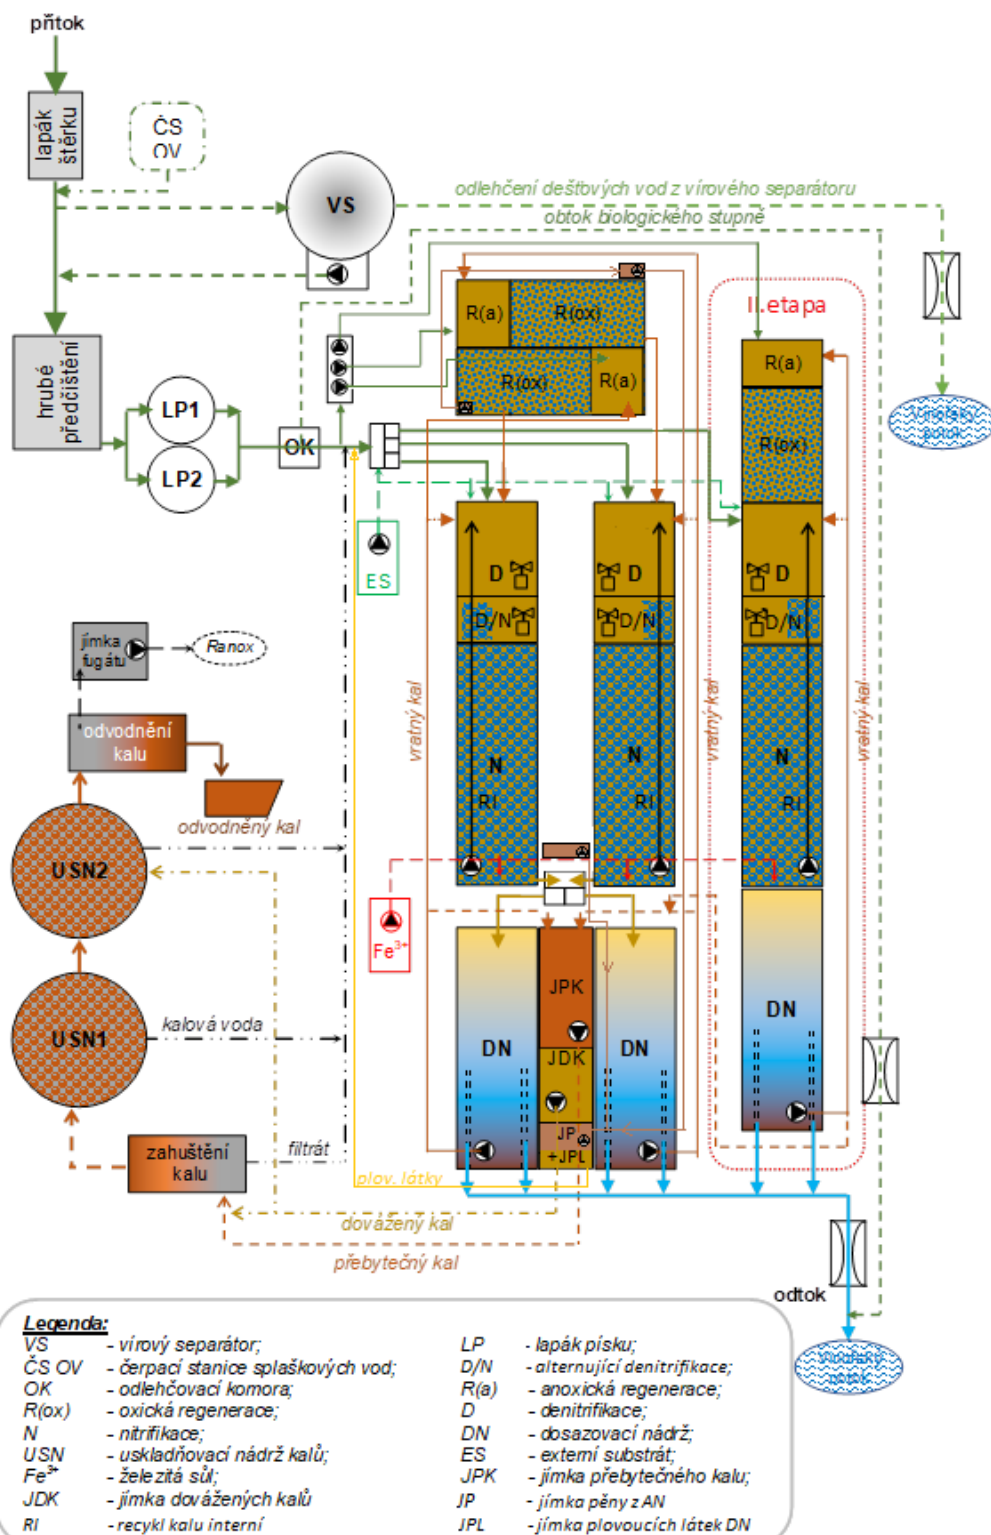 přítok
lapák
štěrku
ČS
OV
VS
odlehčení dešťových vod z vírového separátoru
obtok biologického stupně
II.etapa
R(a)
R(ox)
R(ox)
R(a)
R(a)
R(ox)
hrubé
předčištění
LP1
LP2
OK
Vinořský
potok
ES
D
D
D
D/N
D/N
D/N
jímka
fugátu
Ranox
odvodnění
kalu
odvodněný kal
vratný kal
vratný kal
vratný kal
N
N
N
RI
RI
RI
USN2
Fe3+
USN1
kalová voda
JPK
JDK
JP
+JPL
DN
DN
DN
zahuštění
kalu
filtrát
plov. látky
dovážený kal
přebytečný kal
odtok
Vinořský
potok
Legenda:
VS - vírový separátor;
ČS OV - čerpací stanice splaškových vod;
OK - odlehčovací komora;
R(ox) - oxická regenerace;
N - nitrifikace;
USN - uskladňovací nádrž kalů;
Fe3+ - železitá sůl;
JDK - jímka dovážených kalů
RI - recykl kalu interní
LP - lapák písku;
D/N - alternující denitrifikace;
R(a) - anoxická regenerace;
D - denitrifikace;
DN - dosazovací nádrž;
ES - externí substrát;
JPK - jímka přebytečného kalu;
JP - jímka pěny z AN
JPL - jímka plovoucích látek DN